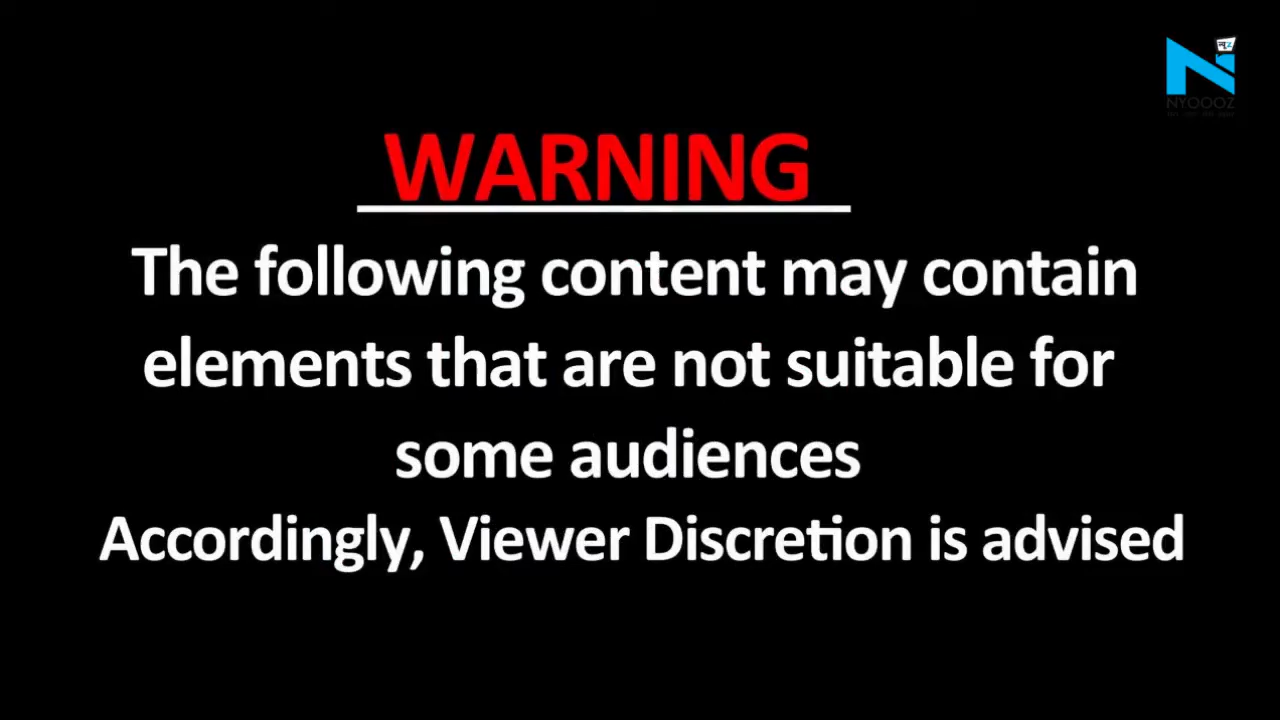 NYOOOZ
WARNING
The following content may contain
elements that are not suitable for
some audiences
Accordingly, Viewer Discretion is advised